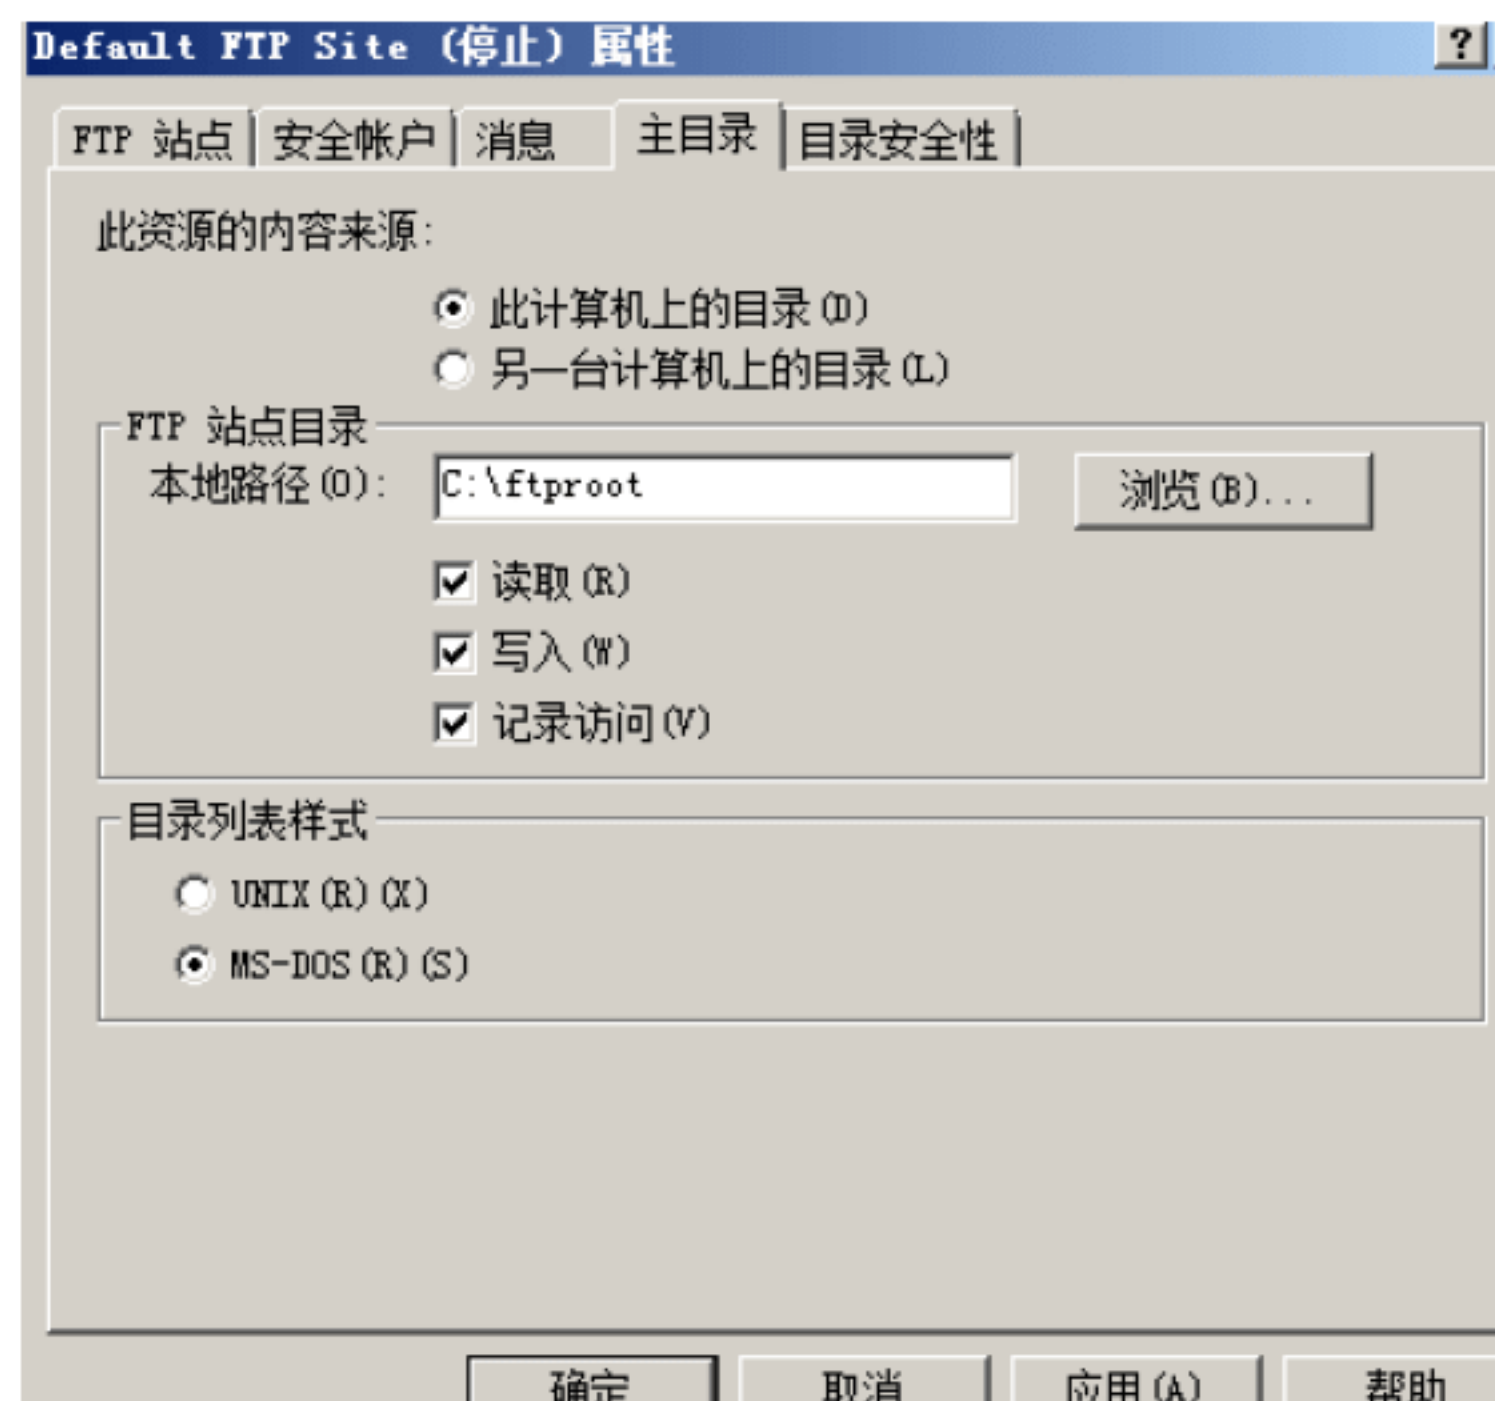 Default FTP Site (停止) 属性 ?
FTP 站点 安全帐户 消息 主目录 目录安全性
此资源的内容来源:
此计算机上的目录(D)
另一台计算机上的目录(L)
FTP 站点目录
本地路径(O): C:\ftproot 浏览(B)...
读取(R)
写入(W)
记录访问(V)
目录列表样式
UNIX(R)(X)
MS-DOS(R)(S)
确定 取消 应用(A) 帮助